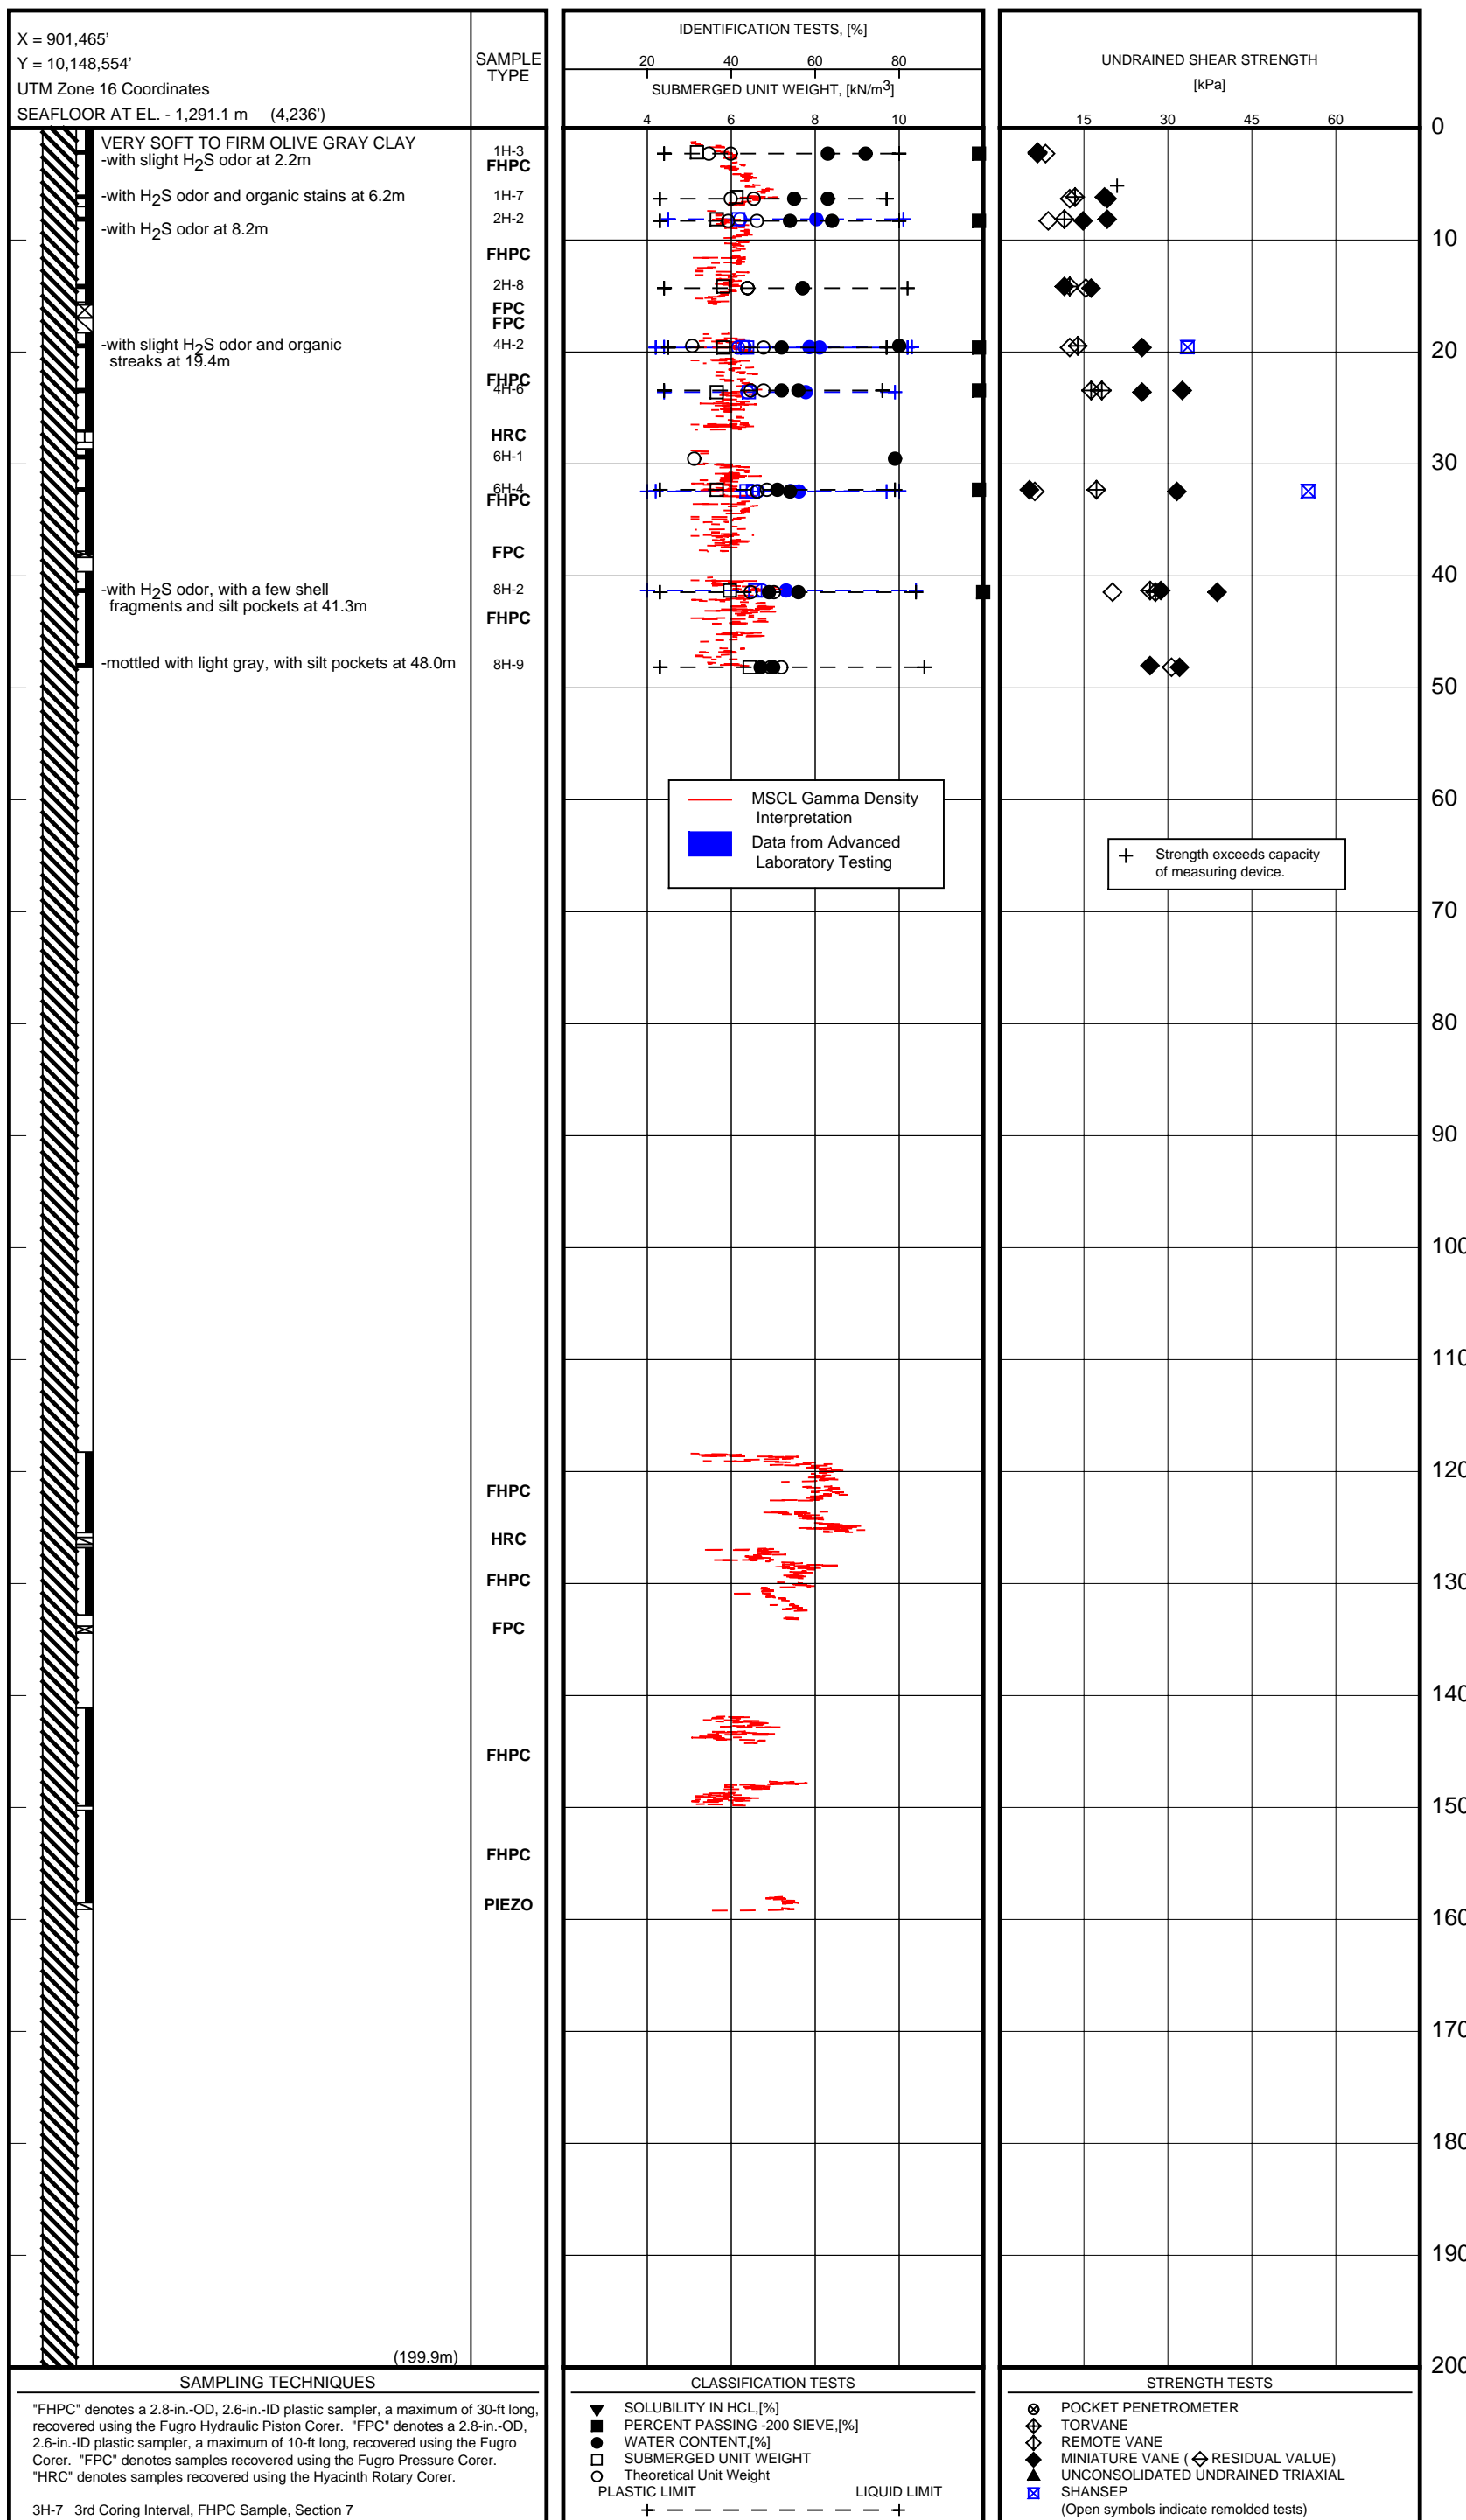 X = 901,465'
Y = 10,148,554'
UTM Zone 16 Coordinates
SEAFLOOR AT EL. - 1,291.1 m (4,236')
SAMPLE
TYPE
VERY SOFT TO FIRM OLIVE GRAY CLAY
-with slight H2S odor at 2.2m
-with H2S odor and organic stains at 6.2m
-with H2S odor at 8.2m
-with slight H2S odor and organic
streaks at 19.4m
-with H2S odor, with a few shell
fragments and silt pockets at 41.3m
-mottled with light gray, with silt pockets at 48.0m
(199.9m)
1H-3
FHPC
1H-7
2H-2
FHPC
2H-8
FPC
FPC
4H-2
FHPC
4H-6
HRC
6H-1
6H-4
FHPC
FPC
8H-2
FHPC
8H-9
FHPC
HRC
FHPC
FPC
FHPC
FHPC
PIEZO
IDENTIFICATION TESTS, [%]
20 40 60 80
SUBMERGED UNIT WEIGHT, [kN/m3]
4 6 8 10
MSCL Gamma Density
Interpretation
Data from Advanced
Laboratory Testing
UNDRAINED SHEAR STRENGTH
[kPa]
15 30 45 60
+ Strength exceeds capacity
of measuring device.
0
10
20
30
40
50
60
70
80
90
100
110
120
130
140
150
160
170
180
190
200
SAMPLING TECHNIQUES
"FHPC" denotes a 2.8-in.-OD, 2.6-in.-ID plastic sampler, a maximum of 30-ft long,
recovered using the Fugro Hydraulic Piston Corer. "FPC" denotes a 2.8-in.-OD,
2.6-in.-ID plastic sampler, a maximum of 10-ft long, recovered using the Fugro
Corer. "FPC" denotes samples recovered using the Fugro Pressure Corer.
"HRC" denotes samples recovered using the Hyacinth Rotary Corer.
3H-7 3rd Coring Interval, FHPC Sample, Section 7
CLASSIFICATION TESTS
SOLUBILITY IN HCL,[%]
PERCENT PASSING -200 SIEVE,[%]
WATER CONTENT,[%]
SUBMERGED UNIT WEIGHT
Theoretical Unit Weight
PLASTIC LIMIT LIQUID LIMIT
STRENGTH TESTS
POCKET PENETROMETER
TORVANE
REMOTE VANE
MINIATURE VANE ( RESIDUAL VALUE)
UNCONSOLIDATED UNDRAINED TRIAXIAL
SHANSEP
(Open symbols indicate remolded tests)